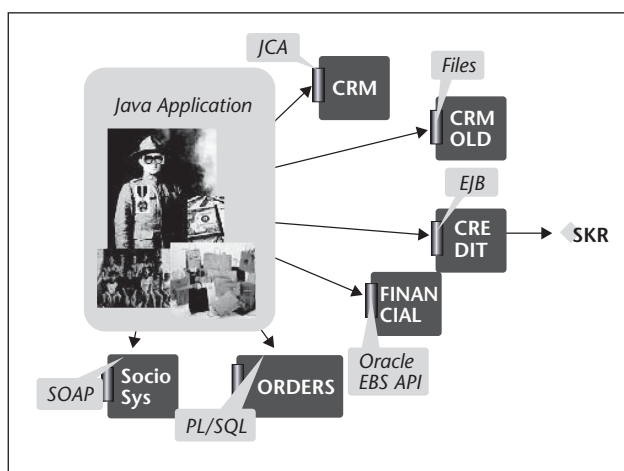 JCA
CRM
Files
Java Application
CRM
OLD
EJB
CRE
DIT
SKR
FINAN
CIAL
Oracle
EBS API
Socio
Sys
SOAP
ORDERS
PL/SQL